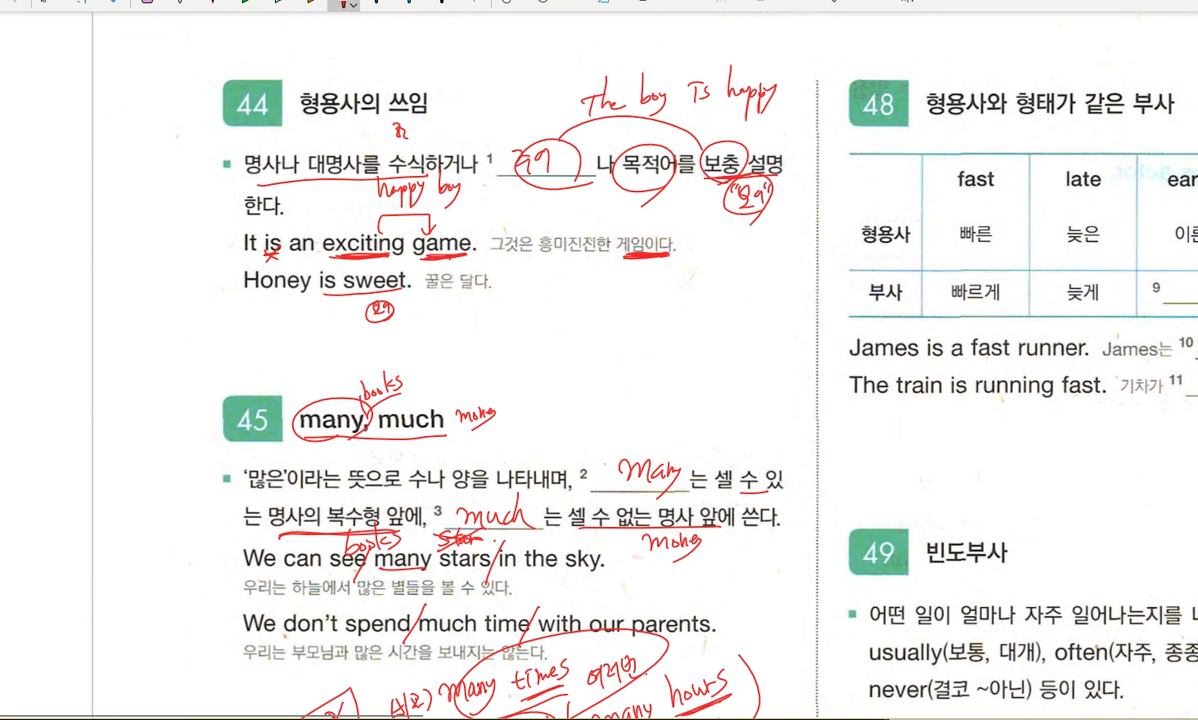 The boy Is happy
44 형용사의 쓰임
명사나 대명사를 수식하거나 1 주어 나 목적어를 보충 설명
happy boy
"보어"
한다.
It is an exciting game. 그것은 흥미진진한 게임이다.
Honey is sweet. 꿀은 달다.
보어
books
45 many, much money
'많은'이라는 뜻으로 수나 양을 나타내며, 2 Many 는 셀 수 있
는 명사의 복수형 앞에, 3 much 는 셀 수 없는 명사 앞에 쓴다.
books star money
We can see many stars in the sky.
우리는 하늘에서 많은 별들을 볼 수 있다.
We don't spend much time with our parents.
우리는 부모님과 많은 시간을 보내지는 않는다.
many times 여러번
many hours
48 형용사와 형태가 같은 부사
fast late
형용사 빠른 늦은
부사 빠르게 늦게 9
James is a fast runner. James는 10
The train is running fast. 기차가 11
49 빈도부사
어떤 일이 얼마나 자주 일어나는지를
usually(보통, 대개), often(자주, 종종
never(결코 ~아닌) 등이 있다.